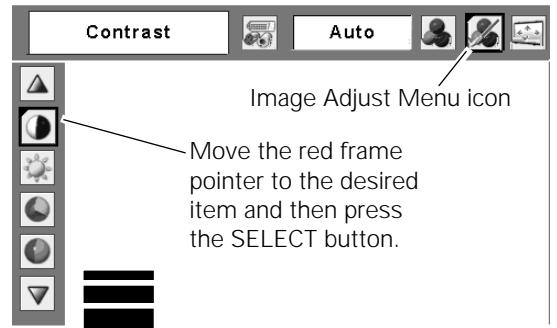 Contrast
Auto
Image Adjust Menu icon
Move the red frame
pointer to the desired
item and then press
the SELECT button.